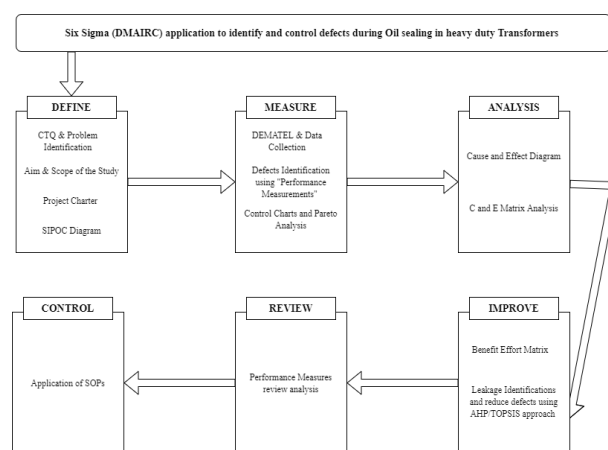 Six Sigma (DMAIRC) application to identify and control defects during Oil sealing in heavy duty Transformers
DEFINE
CTQ & Problem
Identification
Aim & Scope of the Study
Project Charter
SIPOC Diagram
MEASURE
DEMATEL & Data
Collection
Defects Identification
using "Performance
Measurements"
Control Charts and Pareto
Analysis
ANALYSIS
Cause and Effect Diagram
C and E Matrix Analysis
CONTROL
Application of SOPs
REVIEW
Performance Measures
review analysis
IMPROVE
Benefit Effort Matrix
Leakage Identifications
and reduce defects using
AHP/TOPSIS approach